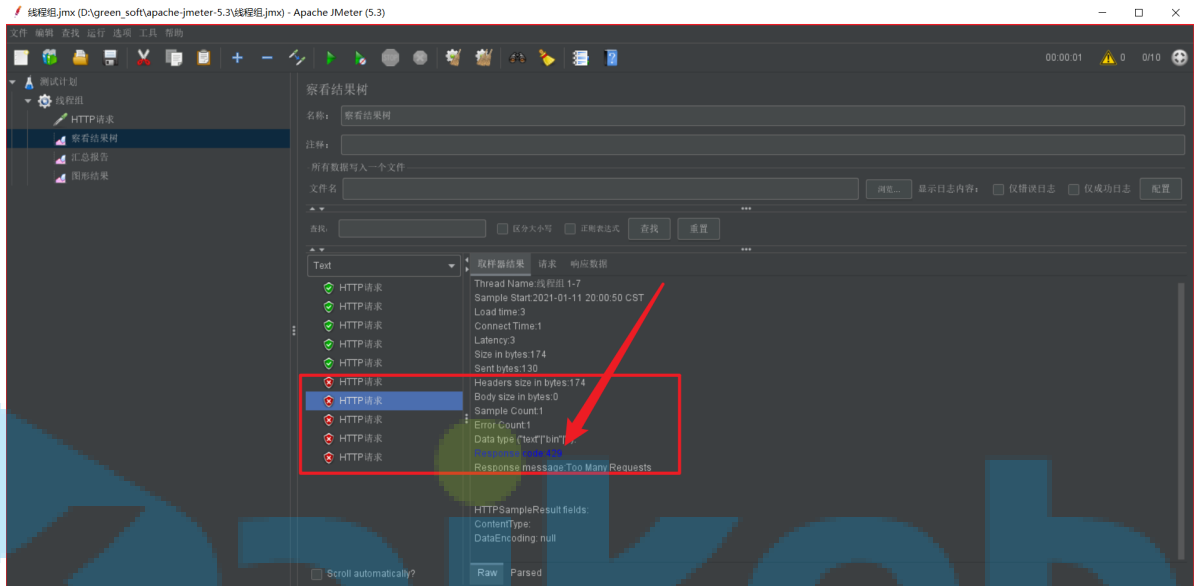 线程组.jmx (D:\green_soft\apache-jmeter-5.3\线程组.jmx) - Apache JMeter (5.3)
文件 编辑 查找 运行 选项 工具 帮助
00:00:01 0 0/10
测试计划
线程组
HTTP请求
察看结果树
汇总报告
图形结果
察看结果树
名称： 察看结果树
注释：
所有数据写入一个文件
文件名 浏览... 显示日志内容： 仅错误日志 仅成功日志 配置
查找: 区分大小写 正则表达式 查找 重置
Text
HTTP请求
HTTP请求
HTTP请求
HTTP请求
HTTP请求
HTTP请求
HTTP请求
HTTP请求
HTTP请求
HTTP请求
Scroll automatically?
取样器结果 请求 响应数据
Thread Name:线程组 1-7
Sample Start:2021-01-11 20:00:50 CST
Load time:3
Connect Time:1
Latency:3
Size in bytes:174
Sent bytes:130
Headers size in bytes:174
Body size in bytes:0
Sample Count:1
Error Count:1
Data type ("text"|"bin"|
Response code:429
Response message:Too Many Requests
HTTPSampleResult fields:
ContentType:
DataEncoding: null
Raw Parsed